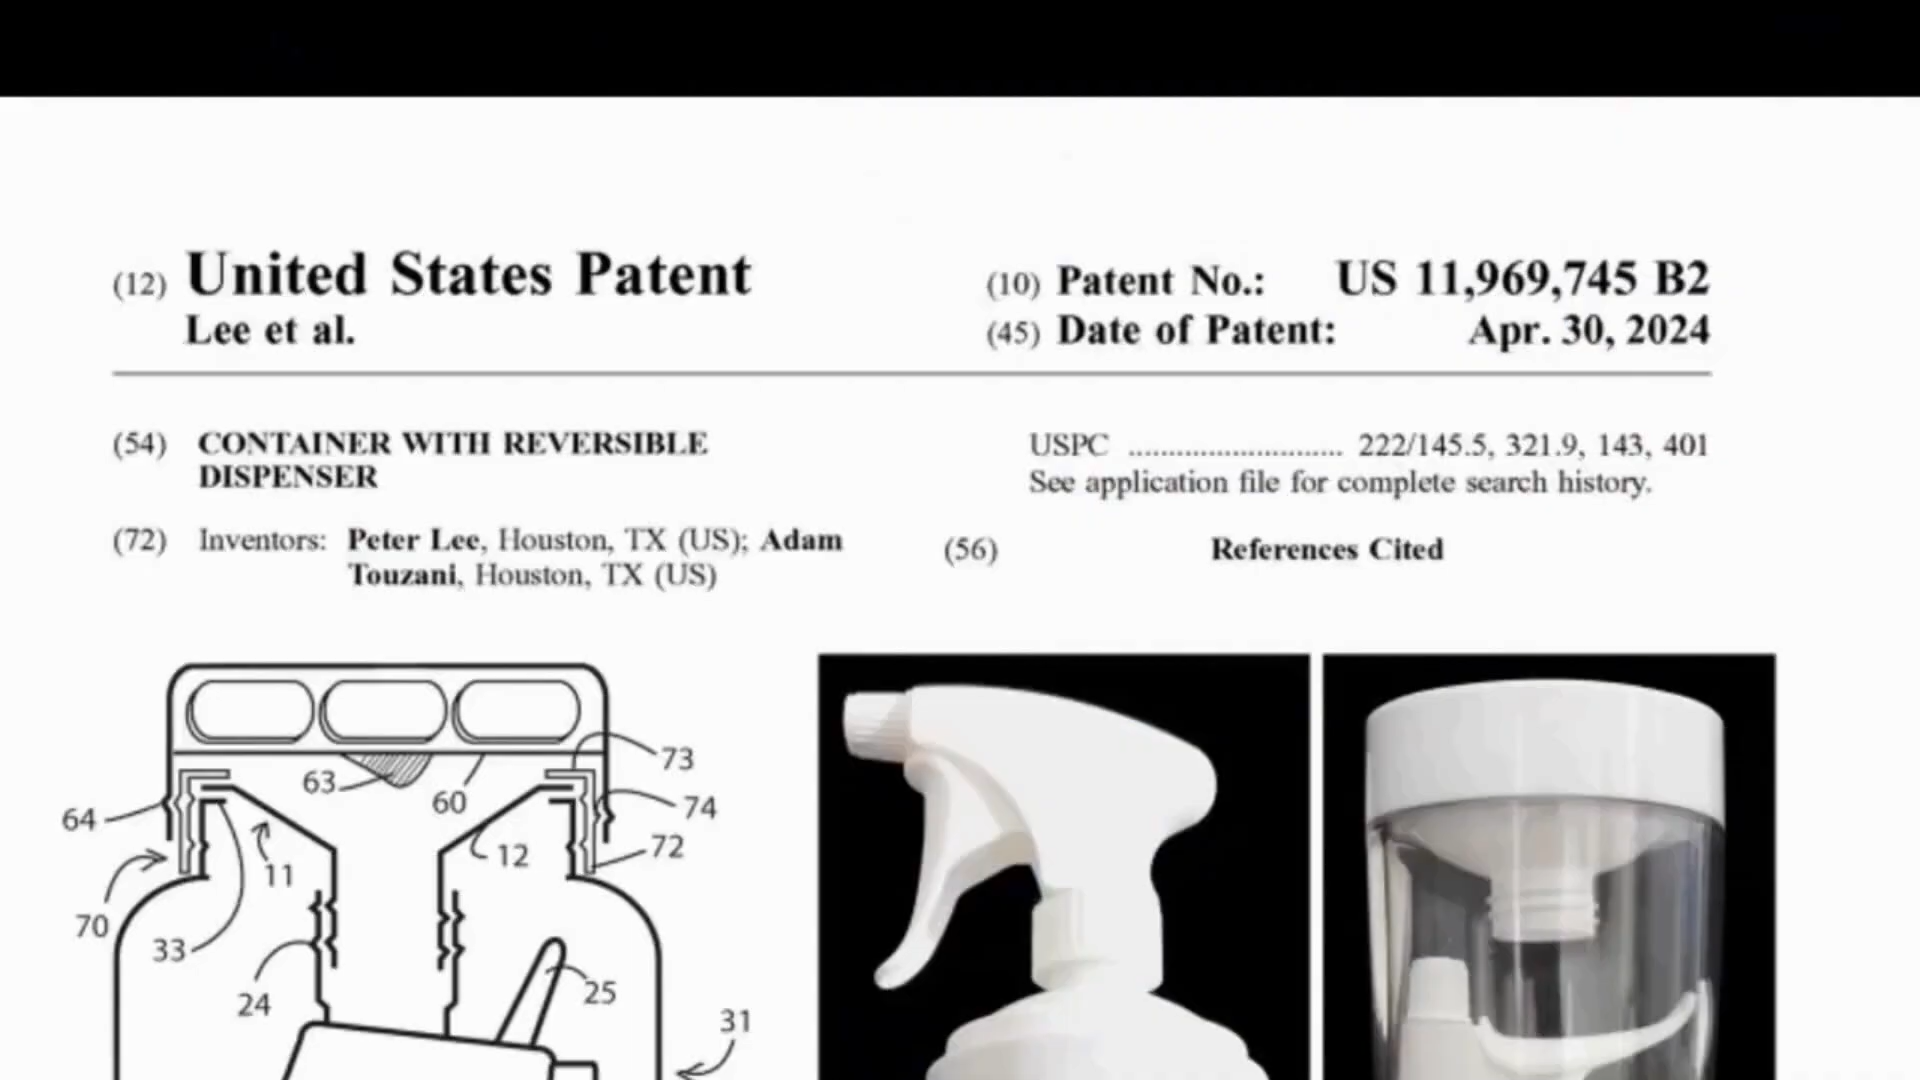 (12) United States Patent
Lee et al.
(10) Patent No.: US 11,969,745 B2
(45) Date of Patent: Apr. 30, 2024
(54) CONTAINER WITH REVERSIBLE
DISPENSER
(72) Inventors: Peter Lee, Houston, TX (US); Adam
Touzani, Houston, TX (US)
USPC ........................... 222/145.5, 321.9, 143, 401
See application file for complete search history.
(56) References Cited
73
63
60
64
74
72
12
11
70
33
24
25
31